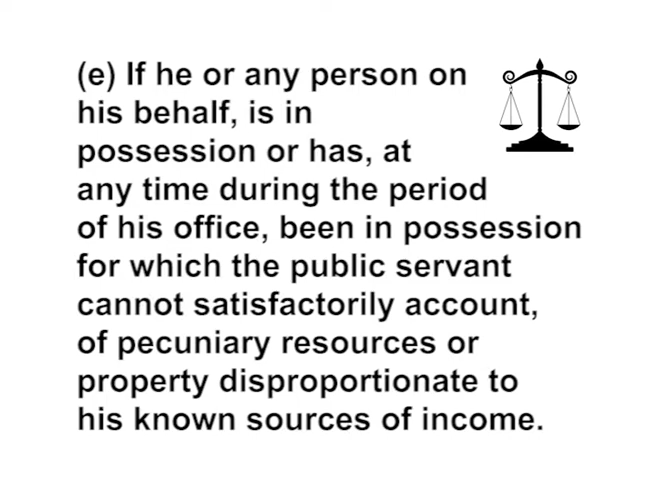 (e) If he or any person on
his behalf, is in
possession or has, at
any time during the period
of his office, been in possession
for which the public servant
cannot satisfactorily account,
of pecuniary resources or
property disproportionate to
his known sources of income.